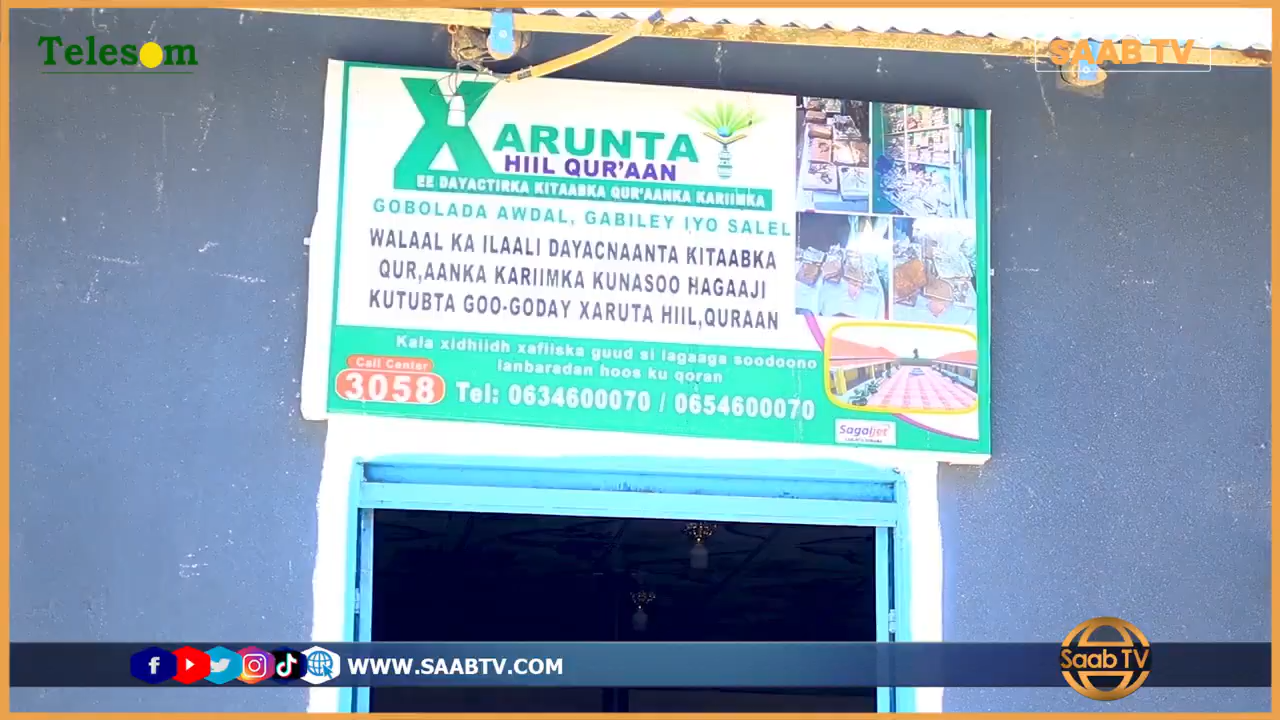 Telesom
SAAB TV
XARUNTA
HIIL QUR'AAN
EE DAYACTIRKA KITAABKA QUR'AANKA KARIIMKA
GOBOLADA AWDAL, GABILEY IYO SALEL
WALAAL KA ILAALI DAYACNAANTA KITAABKA
QUR,AANKA KARIIMKA KUNASOO HAGAAJI
KUTUBTA GOO-GODAY XARUTA HIIL,QURAAN
Kala xidhiidh xafiiska guud si lagaaga soodoono
lanbaradan hoos ku qoran
Call Center
3058
Tel: 0634600070 / 0654600070
Sagaljet
WWW.SAABTV.COM
Saab TV